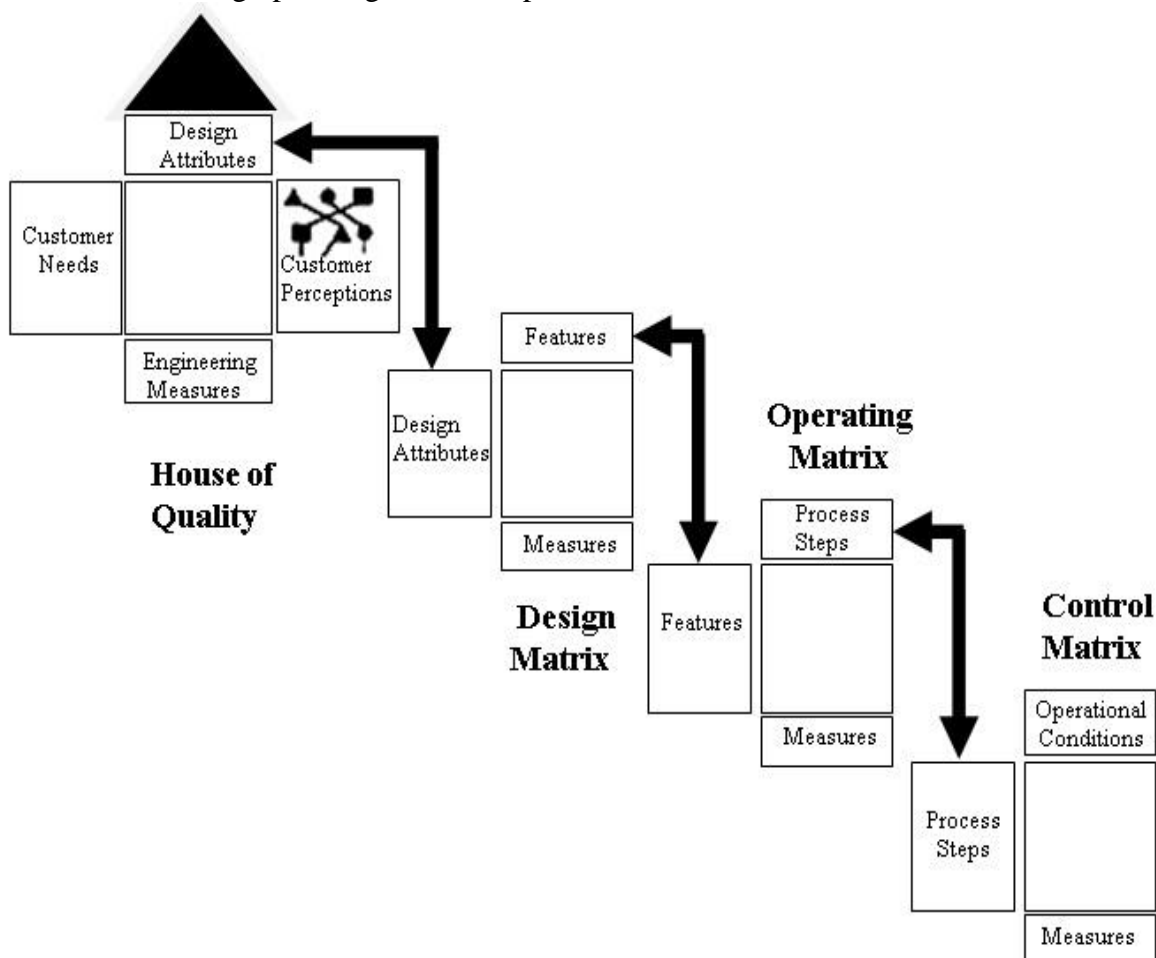 Design
Attributes
Customer
Needs
Customer
Perceptions
Engineering
Measures
House of
Quality
Features
Design
Attributes
Measures
Design
Matrix
Operating
Matrix
Process
Steps
Features
Measures
Control
Matrix
Operational
Conditions
Process
Steps
Measures